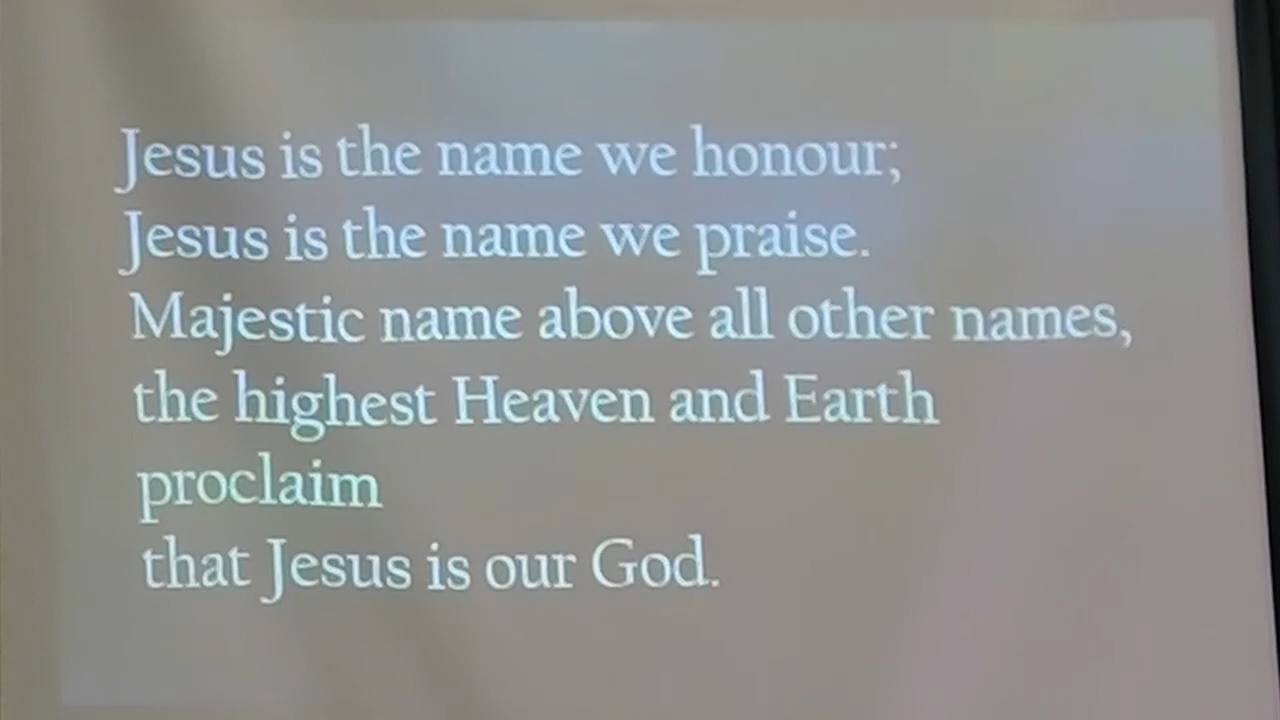 Jesus is the name we honour;
Jesus is the name we praise.
Majestic name above all other names,
the highest Heaven and Earth
proclaim
that Jesus is our God.